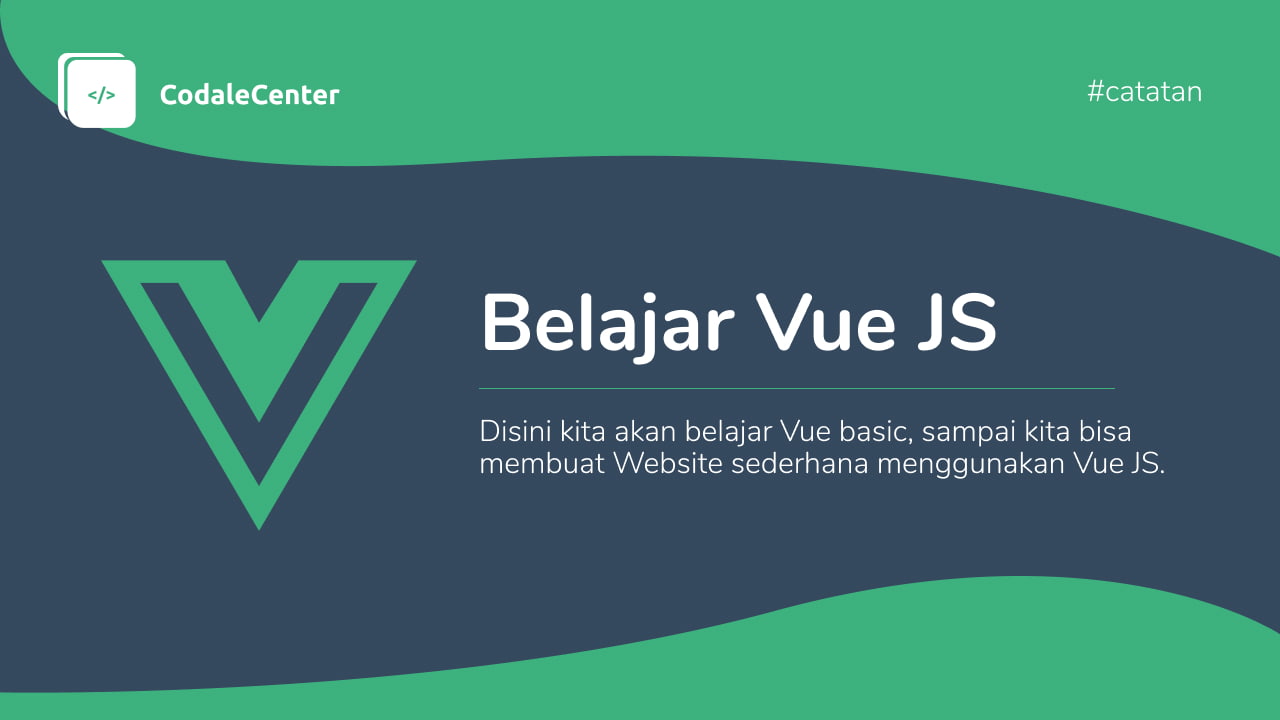 </>
CodaleCenter
#catatan
Belajar Vue JS
Disini kita akan belajar Vue basic, sampai kita bisa
membuat Website sederhana menggunakan Vue JS.